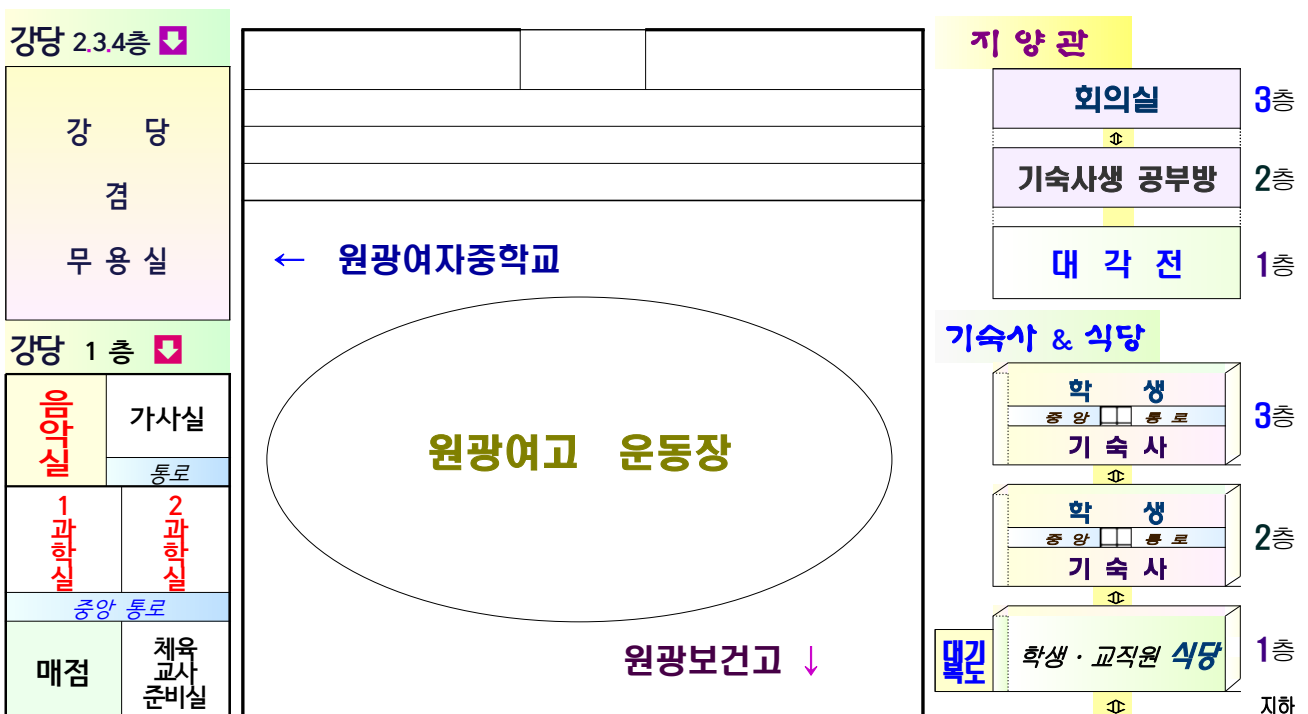 강당 2.3.4층
강 당
겸
무 용 실
강당 1 층
음악실
가사실
통로
1과학실
2과학실
중앙 통로
매점
체육
교사
준비실
← 원광여자중학교
원광여고 운동장
원광보건고 ↓
지 양 관
회의실 3층
기숙사생 공부방 2층
대 각 전 1층
기숙사 & 식당
학 생
중 앙 통 로
기 숙 사
3층
학 생
중 앙 통 로
기 숙 사
2층
대기
복도
학생 · 교직원 식당 1층
지하